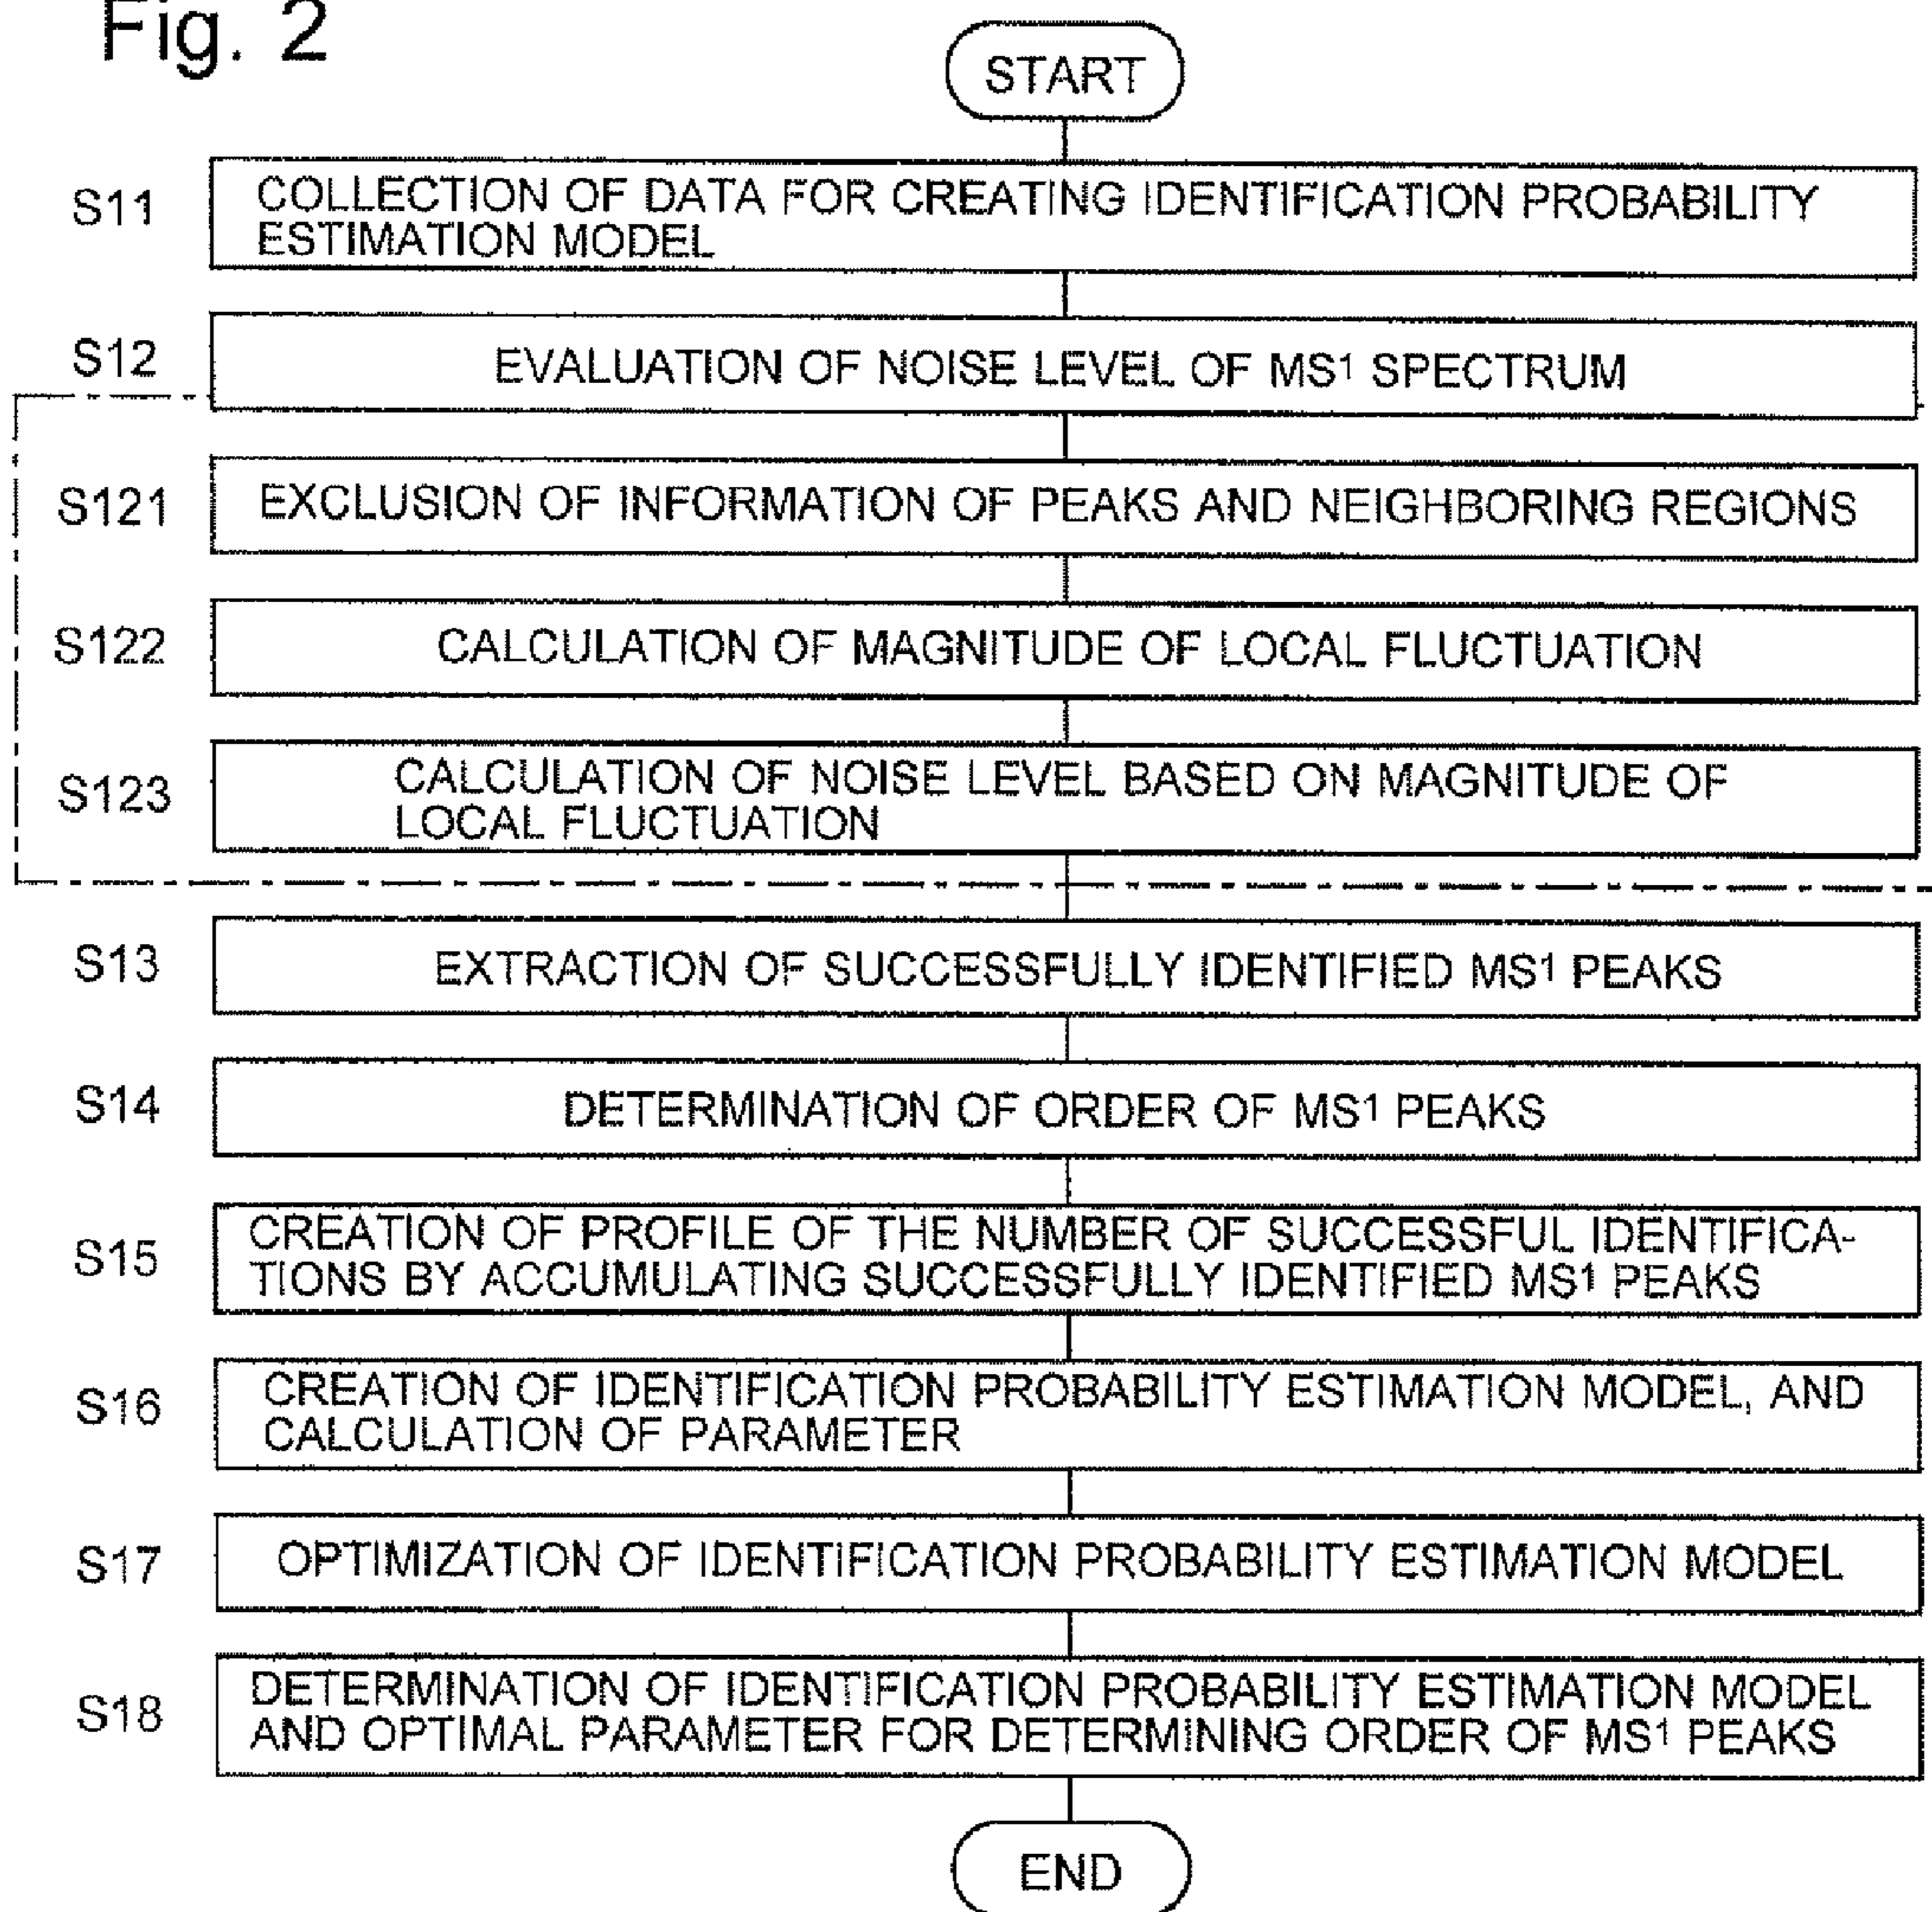 Fig. 2
START
S11
COLLECTION OF DATA FOR CREATING IDENTIFICATION PROBABILITY
ESTIMATION MODEL
S12
EVALUATION OF NOISE LEVEL OF MS¹ SPECTRUM
S121
EXCLUSION OF INFORMATION OF PEAKS AND NEIGHBORING REGIONS
S122
CALCULATION OF MAGNITUDE OF LOCAL FLUCTUATION
S123
CALCULATION OF NOISE LEVEL BASED ON MAGNITUDE OF
LOCAL FLUCTUATION
S13
EXTRACTION OF SUCCESSFULLY IDENTIFIED MS¹ PEAKS
S14
DETERMINATION OF ORDER OF MS¹ PEAKS
S15
CREATION OF PROFILE OF THE NUMBER OF SUCCESSFUL IDENTIFICA-
TIONS BY ACCUMULATING SUCCESSFULLY IDENTIFIED MS¹ PEAKS
S16
CREATION OF IDENTIFICATION PROBABILITY ESTIMATION MODEL, AND
CALCULATION OF PARAMETER
S17
OPTIMIZATION OF IDENTIFICATION PROBABILITY ESTIMATION MODEL
S18
DETERMINATION OF IDENTIFICATION PROBABILITY ESTIMATION MODEL
AND OPTIMAL PARAMETER FOR DETERMINING ORDER OF MS¹ PEAKS
END